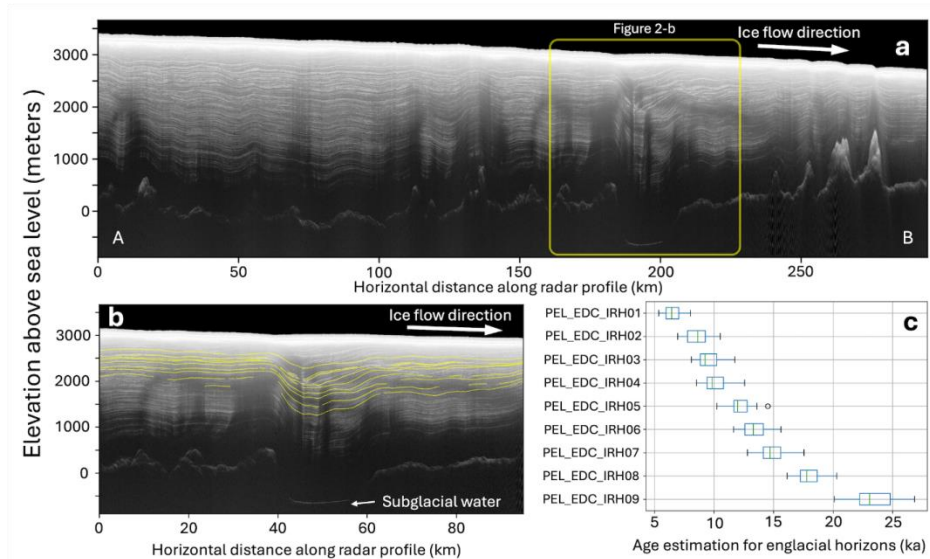 Figure 2-b
Ice flow direction
a
3000
2000
1000
0
A
B
0
50
100
150
200
250
Horizontal distance along radar profile (km)
Elevation above sea level (meters)
b
Ice flow direction
3000
2000
1000
0
Subglacial water
0
20
40
60
80
Horizontal distance along radar profile (km)
c
PEL_EDC_IRH01
PEL_EDC_IRH02
PEL_EDC_IRH03
PEL_EDC_IRH04
PEL_EDC_IRH05
PEL_EDC_IRH06
PEL_EDC_IRH07
PEL_EDC_IRH08
PEL_EDC_IRH09
5
10
15
20
25
Age estimation for englacial horizons (ka)